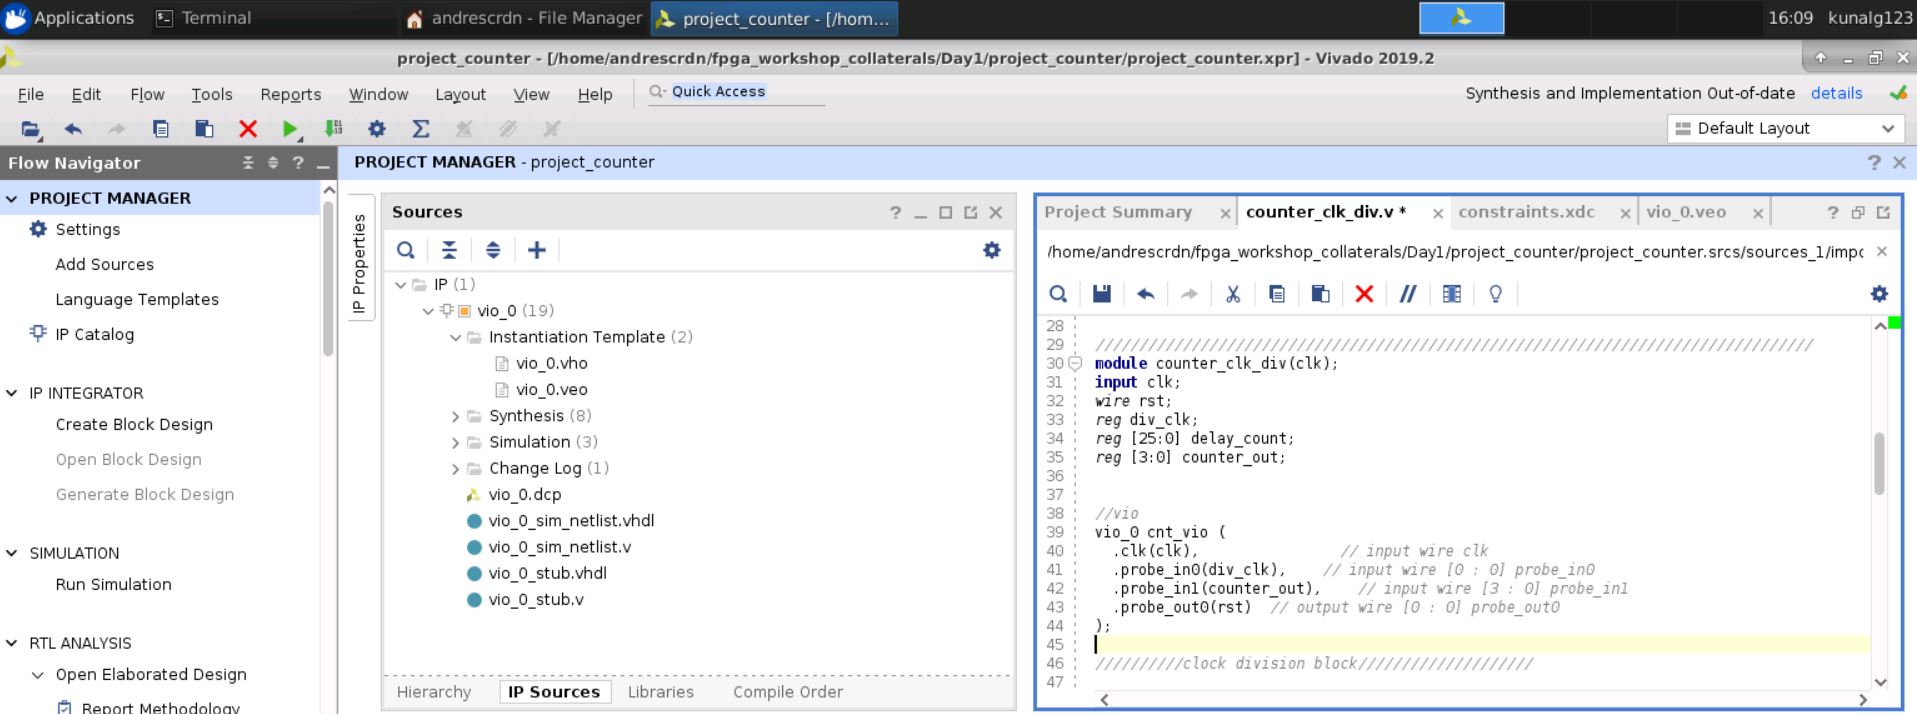 Applications Terminal andrescrdn - File Manager project_counter - [/hom... 16:09 kunalg123
project_counter - [/home/andrescrdn/fpga_workshop_collaterals/Day1/project_counter/project_counter.xpr] - Vivado 2019.2
File Edit Flow Tools Reports Window Layout View Help Quick Access Synthesis and Implementation Out-of-date details
Default Layout
Flow Navigator
PROJECT MANAGER - project_counter
PROJECT MANAGER
Settings
Add Sources
Language Templates
IP Catalog
IP INTEGRATOR
Create Block Design
Open Block Design
Generate Block Design
SIMULATION
Run Simulation
RTL ANALYSIS
Open Elaborated Design
Report Methodology
IP Properties
Sources
IP (1)
vio_0 (19)
Instantiation Template (2)
vio_0.vho
vio_0.veo
Synthesis (8)
Simulation (3)
Change Log (1)
vio_0.dcp
vio_0_sim_netlist.vhdl
vio_0_sim_netlist.v
vio_0_stub.vhdl
vio_0_stub.v
Hierarchy IP Sources Libraries Compile Order
Project Summary counter_clk_div.v * constraints.xdc vio_0.veo
/home/andrescrdn/fpga_workshop_collaterals/Day1/project_counter/project_counter.srcs/sources_1/impo
28
29 //////////////////////////////////////////////////////////////////////////////////
30 module counter_clk_div(clk);
31 input clk;
32 wire rst;
33 reg div_clk;
34 reg [25:0] delay_count;
35 reg [3:0] counter_out;
36
37
38 //vio
39 vio_0 cnt_vio (
40 .clk(clk), // input wire clk
41 .probe_in0(div_clk), // input wire [0 : 0] probe_in0
42 .probe_in1(counter_out), // input wire [3 : 0] probe_in1
43 .probe_out0(rst) // output wire [0 : 0] probe_out0
44 );
45
46 //////////clock division block////////////////////
47